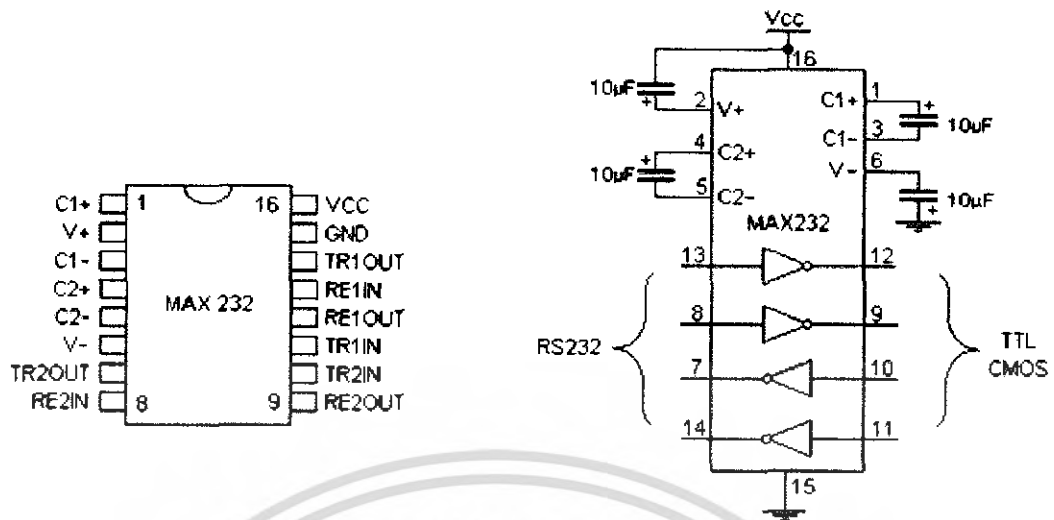 C1+
V+
C1-
C2+
C2-
V-
TR2OUT
RE2IN
1
16
MAX 232
8
9
VCC
GND
TR1OUT
RE1IN
RE1OUT
TR1IN
TR2IN
RE2OUT
Vcc
16
10µF
+
2
V+
C1+
1
+
10µF
C1-
3
4
C2+
+
10µF
5
C2-
V-
6
10µF
+
MAX232
13
12
8
9
RS232
TTL
CMOS
7
10
14
11
15